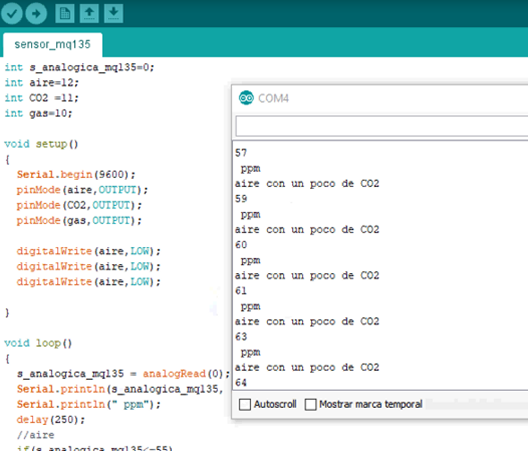 sensor_mq135
int s_analogica_mq135=0;
int aire=12;
int CO2 =11;
int gas=10;
void setup()
{
Serial.begin(9600);
pinMode(aire,OUTPUT);
pinMode(CO2,OUTPUT);
pinMode(gas,OUTPUT);
digitalWrite(aire,LOW);
digitalWrite(aire,LOW);
digitalWrite(aire,LOW);
}
void loop()
{
s_analogica_mq135 = analogRead(0);
Serial.println(s_analogica_mq135,
Serial.println(" ppm");
delay(250);
//aire
if(s_analogica_mq135<=55)
COM4
57
ppm
aire con un poco de CO2
59
ppm
aire con un poco de CO2
60
ppm
aire con un poco de CO2
61
ppm
aire con un poco de CO2
63
ppm
aire con un poco de CO2
64
Autoscroll Mostrar marca temporal